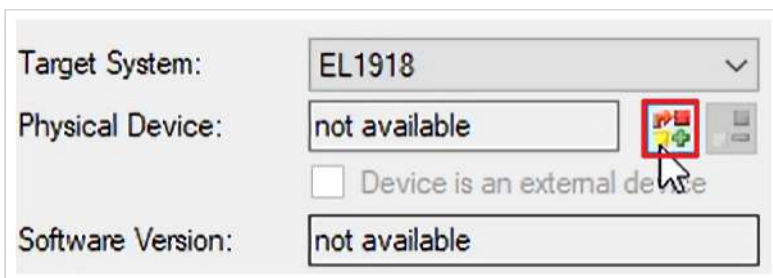 Target System: EL1918
Physical Device: not available
Device is an external device
Software Version: not available